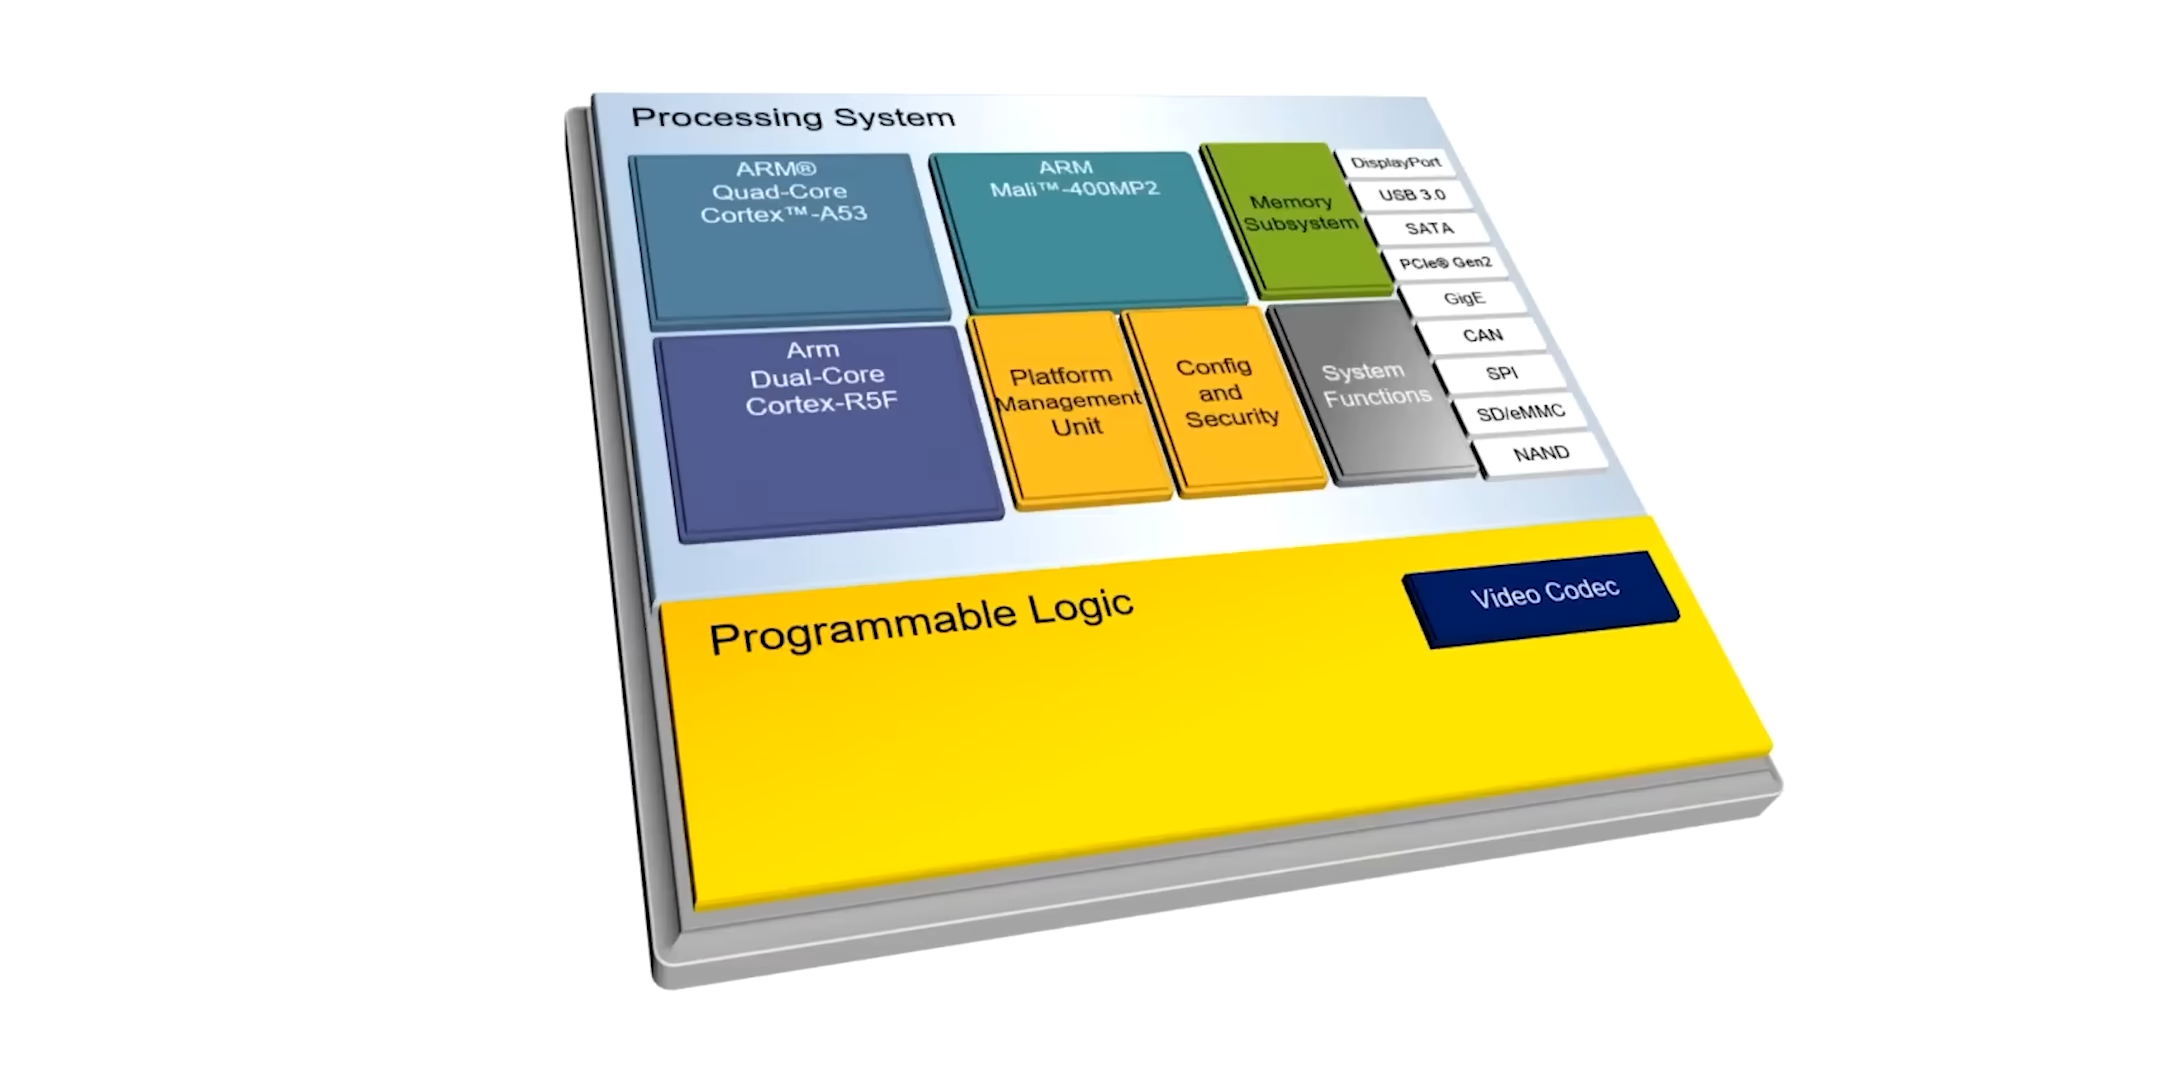 Processing System
ARM®
Quad-Core
Cortex™-A53
ARM
Mali™-400MP2
Memory
Subsystem
DisplayPort
USB 3.0
SATA
PCIe® Gen2
GigE
CAN
SPI
SD/eMMC
NAND
Arm
Dual-Core
Cortex-R5F
Platform
Management
Unit
Config
and
Security
System
Functions
Programmable Logic
Video Codec